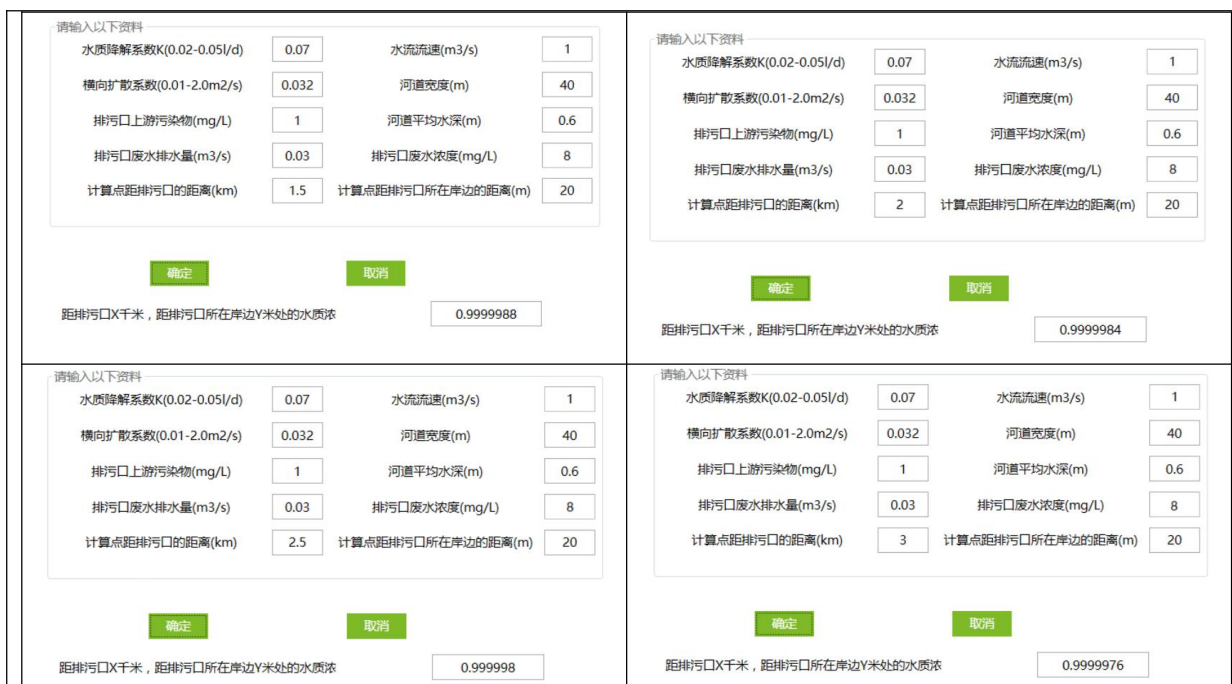 请输入以下资料
水质降解系数K(0.02-0.05l/d) 0.07 水流流速(m3/s) 1
横向扩散系数(0.01-2.0m2/s) 0.032 河道宽度(m) 40
排污口上游污染物(mg/L) 1 河道平均水深(m) 0.6
排污口废水排水量(m3/s) 0.03 排污口废水浓度(mg/L) 8
计算点距排污口的距离(km) 1.5 计算点距排污口所在岸边的距离(m) 20
确定 取消
距排污口X千米，距排污口所在岸边Y米处的水质浓 0.9999988
请输入以下资料
水质降解系数K(0.02-0.05l/d) 0.07 水流流速(m3/s) 1
横向扩散系数(0.01-2.0m2/s) 0.032 河道宽度(m) 40
排污口上游污染物(mg/L) 1 河道平均水深(m) 0.6
排污口废水排水量(m3/s) 0.03 排污口废水浓度(mg/L) 8
计算点距排污口的距离(km) 2 计算点距排污口所在岸边的距离(m) 20
确定 取消
距排污口X千米，距排污口所在岸边Y米处的水质浓 0.9999984
请输入以下资料
水质降解系数K(0.02-0.05l/d) 0.07 水流流速(m3/s) 1
横向扩散系数(0.01-2.0m2/s) 0.032 河道宽度(m) 40
排污口上游污染物(mg/L) 1 河道平均水深(m) 0.6
排污口废水排水量(m3/s) 0.03 排污口废水浓度(mg/L) 8
计算点距排污口的距离(km) 2.5 计算点距排污口所在岸边的距离(m) 20
确定 取消
距排污口X千米，距排污口所在岸边Y米处的水质浓 0.999998
请输入以下资料
水质降解系数K(0.02-0.05l/d) 0.07 水流流速(m3/s) 1
横向扩散系数(0.01-2.0m2/s) 0.032 河道宽度(m) 40
排污口上游污染物(mg/L) 1 河道平均水深(m) 0.6
排污口废水排水量(m3/s) 0.03 排污口废水浓度(mg/L) 8
计算点距排污口的距离(km) 3 计算点距排污口所在岸边的距离(m) 20
确定 取消
距排污口X千米，距排污口所在岸边Y米处的水质浓 0.9999976